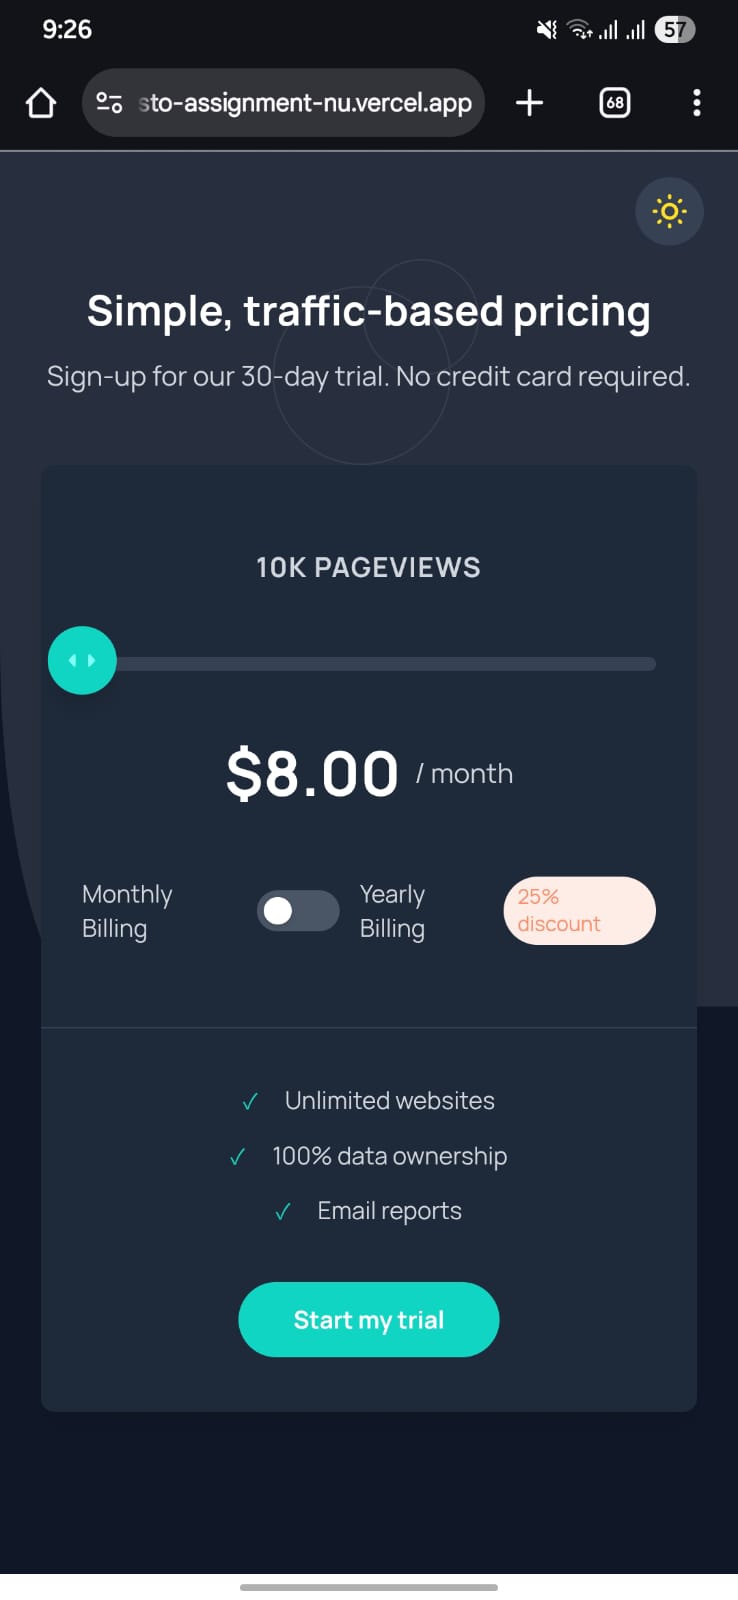 9:26
57
sto-assignment-nu.vercel.app
68
Simple, traffic-based pricing
Sign-up for our 30-day trial. No credit card required.
10K PAGEVIEWS
$8.00 / month
Monthly
Billing
Yearly
Billing
25%
discount
✓ Unlimited websites
✓ 100% data ownership
✓ Email reports
Start my trial